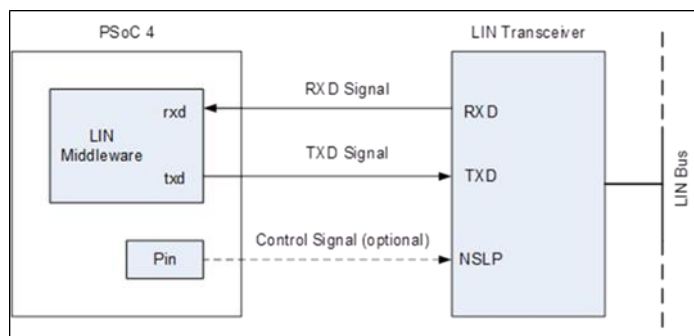 PSoC 4
LIN Transceiver
RXD Signal
rxd
RXD
LIN
Middleware
TXD Signal
txd
TXD
LIN Bus
Control Signal (optional)
Pin
NSLP